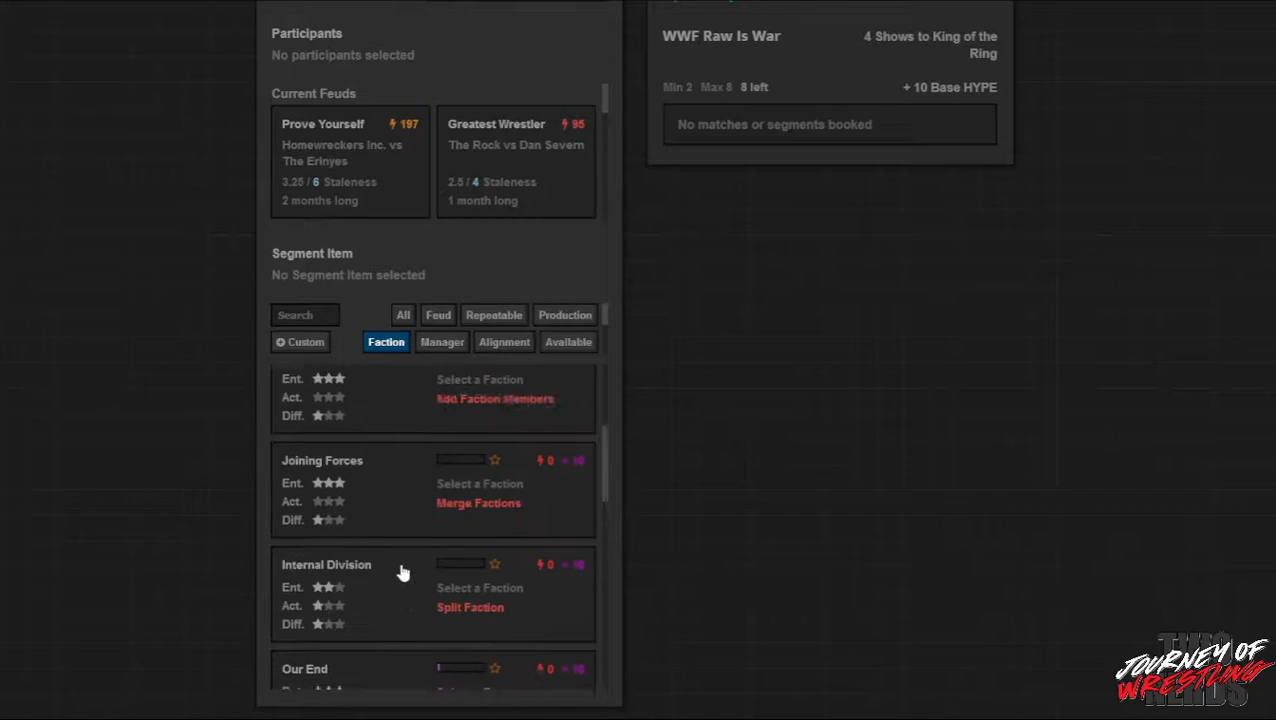 Participants
No participants selected
Current Feuds
Prove Yourself 197
Homewreckers Inc. vs
The Erinyes
3.25 / 6 Staleness
2 months long
Greatest Wrestler 95
The Rock vs Dan Severn
2.5 / 4 Staleness
1 month long
Segment Item
No Segment Item selected
Search All Feud Repeatable Production
Custom Faction Manager Alignment Available
Ent. Select a Faction
Act. Add Faction Members
Diff.
Joining Forces 0 + 10
Ent. Select a Faction
Act. Merge Factions
Diff.
Internal Division 0 + 10
Ent. Select a Faction
Act. Split Faction
Diff.
Our End 0 + 10
WWF Raw Is War 4 Shows to King of the
Ring
Min 2 Max 8 8 left + 10 Base HYPE
No matches or segments booked
JOURNEY OF
WRESTLING